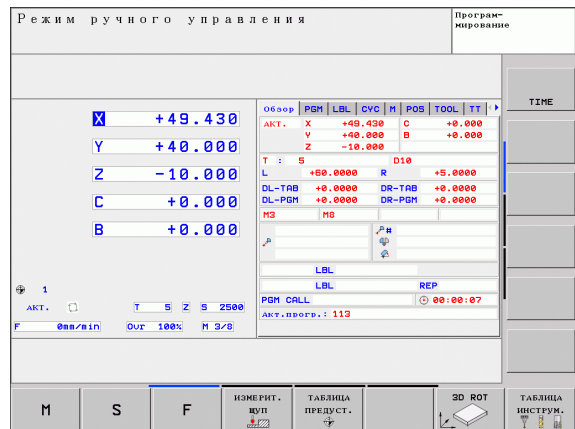 Режим ручного управления
Програм-
мирование
TIME
Обзор PGM LBL CYC M POS TOOL TT
X +49.430
Y +40.000
Z -10.000
C +0.000
B +0.000
АКТ. X +49.430 C +0.000
Y +40.000 B +0.000
Z -10.000
T : 5 D10
L +60.0000 R +5.0000
DL-TAB +0.0000 DR-TAB +0.0000
DL-PGM +0.0000 DR-PGM +0.0000
M3 M8
#
LBL
LBL REP
PGM CALL 00:00:07
Акт.прогр.: 113
1
АКТ. T 5 Z S 2500
F 0mm/min Ovr 100% M 3/8
M
S
F
ИЗМЕРИТ.
ЩУП
ТАБЛИЦА
ПРЕДУСТ.
3D ROT
ТАБЛИЦА
ИНСТРУМ.